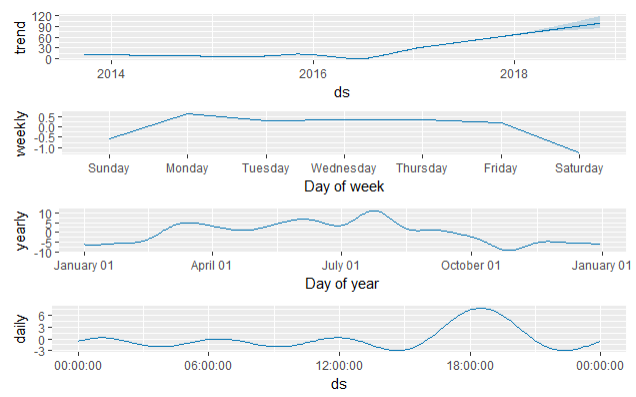 trend
120
90
60
30
0
2014 2016 2018
ds
weekly
0.5
0.0
-0.5
-1.0
Sunday Monday Tuesday Wednesday Thursday Friday Saturday
Day of week
yearly
10
5
0
-5
-10
January 01 April 01 July 01 October 01 January 01
Day of year
daily
6
3
0
-3
00:00:00 06:00:00 12:00:00 18:00:00 00:00:00
ds